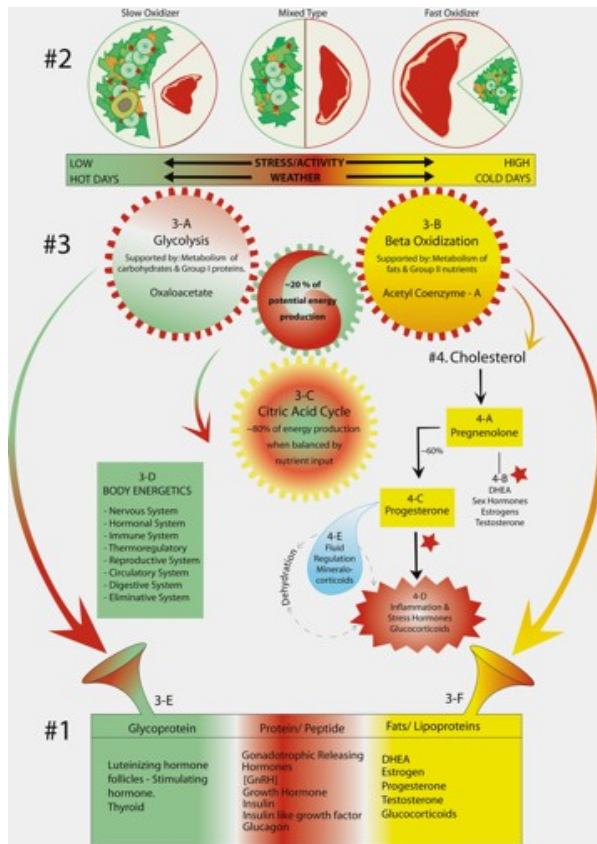 Slow Oxidizer
Mixed Type
Fast Oxidizer
#2
LOW
STRESS/ACTIVITY
HIGH
HOT DAYS
WEATHER
COLD DAYS
#3
3-A
Glycolysis
Supported by: Metabolism of
carbohydrates & Group I proteins.
Oxaloacetate
~20 % of
potential energy
production
3-B
Beta Oxidization
Supported by: Metabolism of
fats & Group II nutrients
Acetyl Coenzyme - A
3-C
Citric Acid Cycle
~80% of energy production
when balanced by
nutrient input
#4. Cholesterol
4-A
Pregnenolone
~60%
4-B
DHEA
Sex Hormones
Estrogens
Testosterone
4-C
Progesterone
4-E
Fluid
Regulation
Mineralo-
corticoids
Dehydration
4-D
Inflammation &
Stress Hormones
Glucocorticoids
3-D
BODY ENERGETICS
- Nervous System
- Hormonal System
- Immune System
- Thermoregulatory
- Reproductive System
- Circulatory System
- Digestive System
- Eliminative System
3-E
3-F
#1
Glycoprotein
Protein/ Peptide
Fats/ Lipoproteins
Luteinizing hormone
follicles - Stimulating
hormone.
Thyroid
Gonadotrophic Releasing
Hormones
[GnRH]
Growth Hormone
Insulin
Insulin like growth factor
Glucagon
DHEA
Estrogen
Progesterone
Testosterone
Glucocorticoids